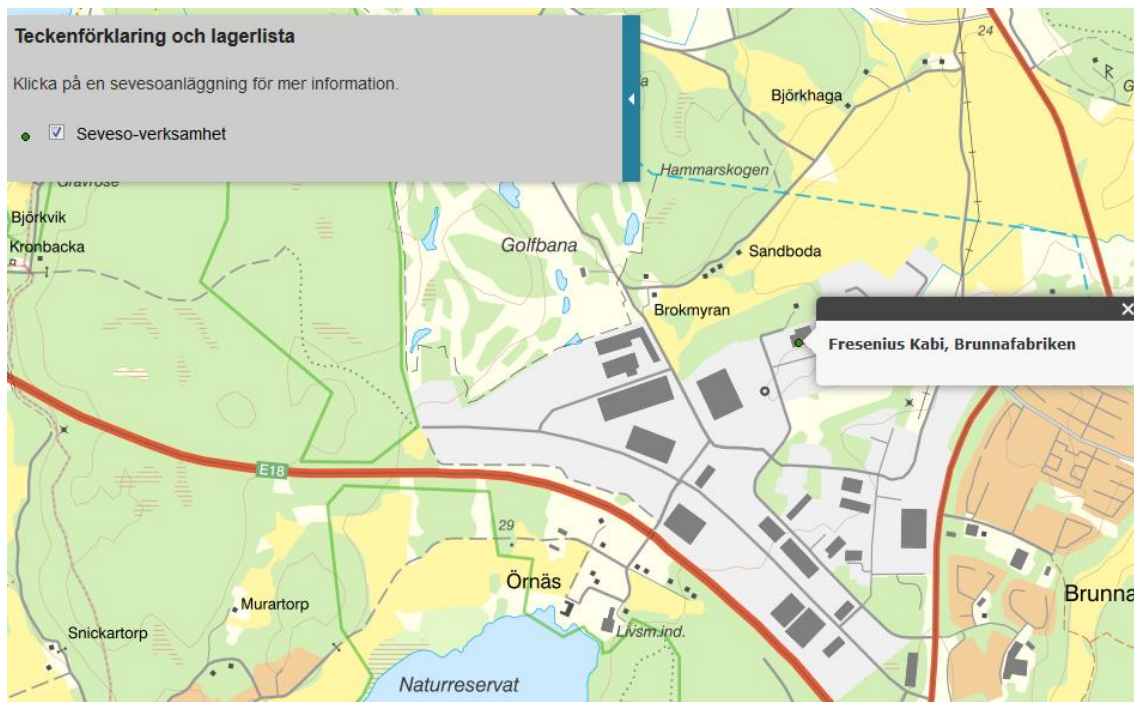 Teckenförklaring och lagerlista
Klicka på en sevesoanläggning för mer information.
Seveso-verksamhet
24
Björkhaga
Hammarskogen
Björkvik
Kronbacka
Golfbana
Sandboda
Brokmyran
Fresenius Kabi, Brunnafabriken
E18
29
Örnäs
Murartorp
Snickartorp
Livsm.ind.
Brunna
Naturreservat